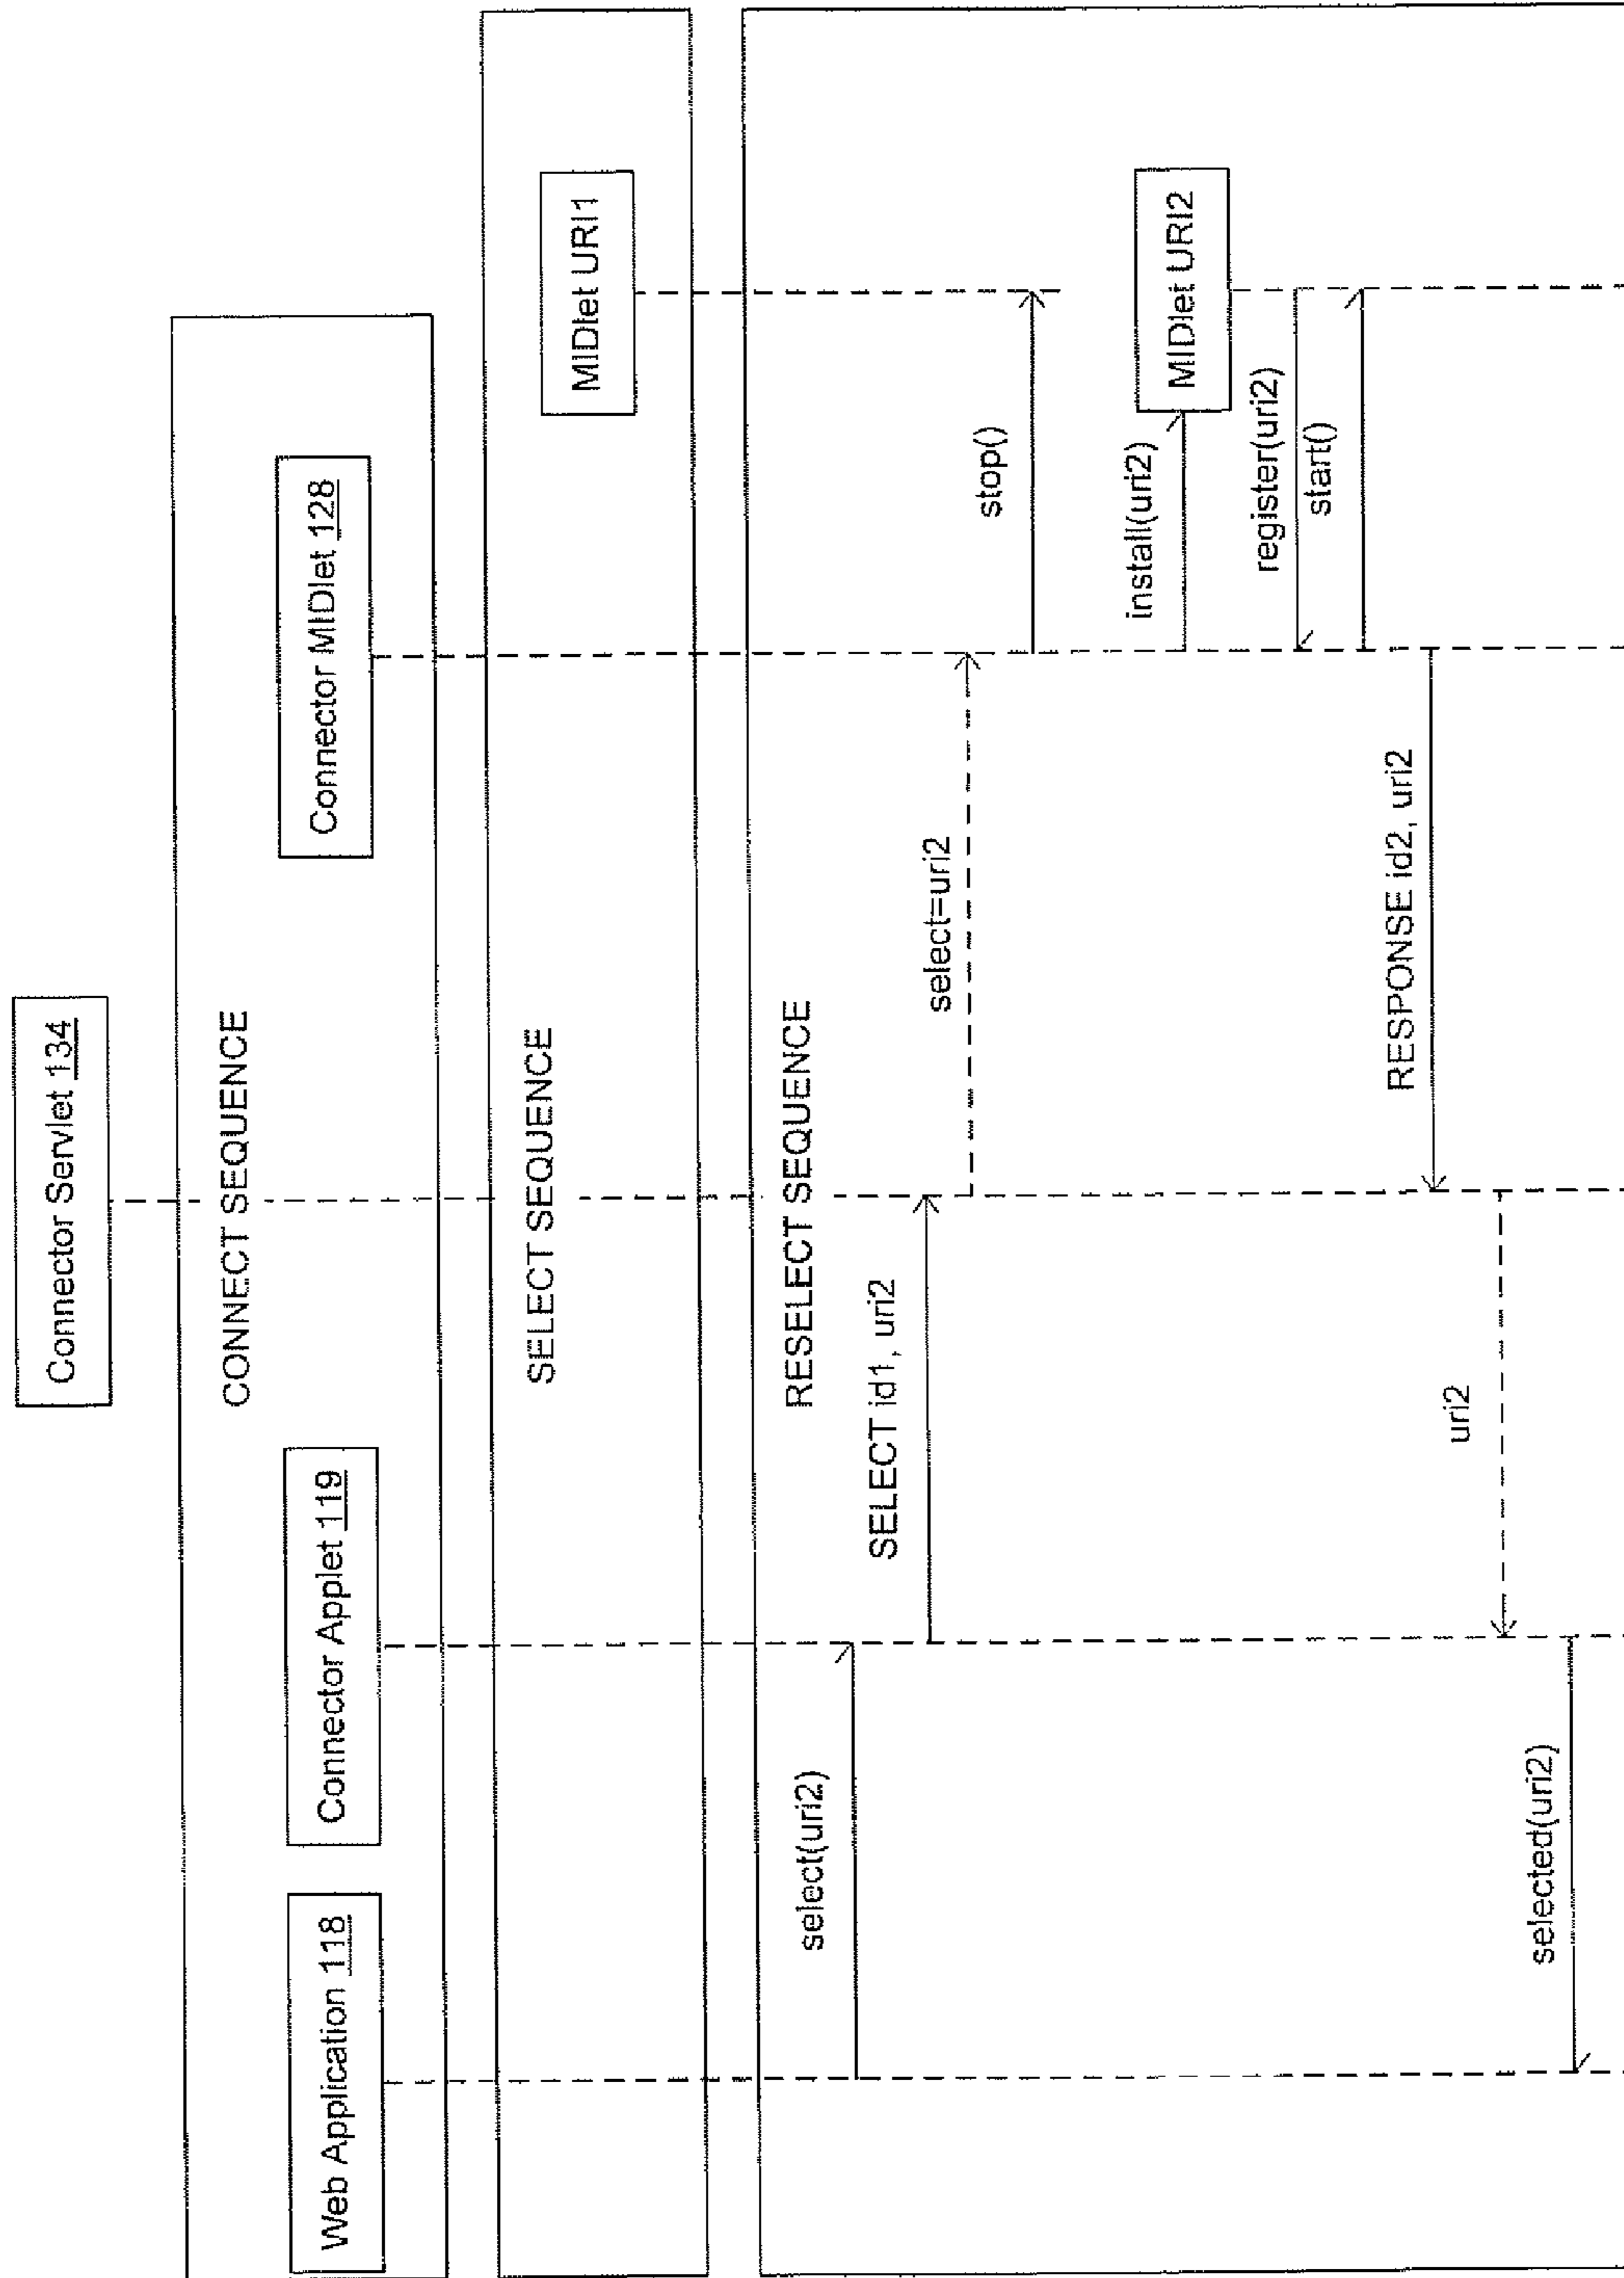 Connector Servlet 134
CONNECT SEQUENCE
Web Application 118
Connector Applet 119
Connector MIDlet 128
SELECT SEQUENCE
MIDlet URI1
RESELECT SEQUENCE
select(uri2)
SELECT id1, uri2
select=uri2
stop()
install(uri2)
MIDlet URI2
register(uri2)
start()
RESPONSE id2, uri2
uri2
selected(uri2)